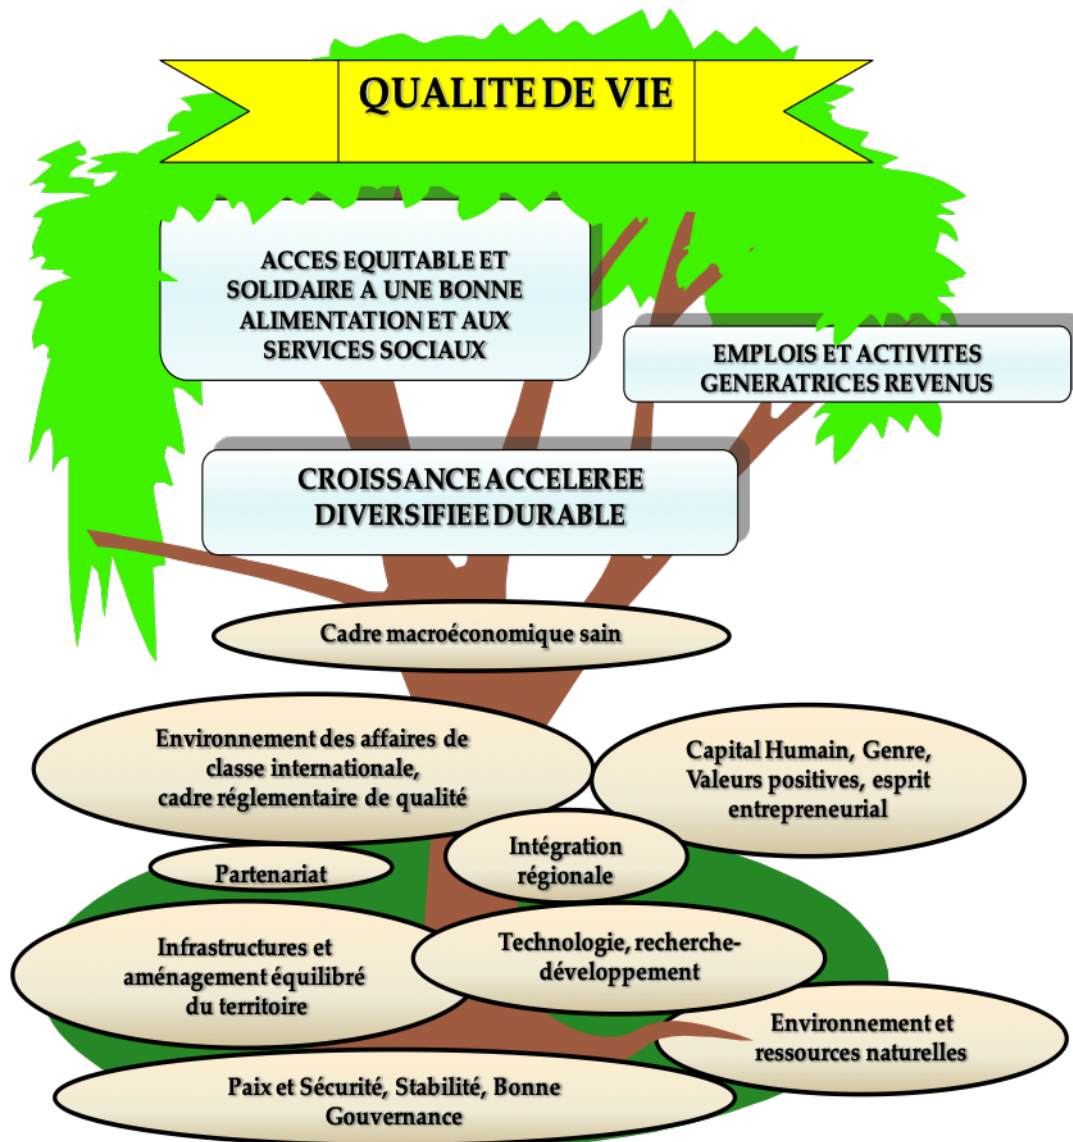 QUALITE DE VIE
ACCES EQUITABLE ET
SOLIDAIRE A UNE BONNE
ALIMENTATION ET AUX
SERVICES SOCIAUX
EMPLOIS ET ACTIVITES
GENERATRICES REVENUS
CROISSANCE ACCELEREE
DIVERSIFIEE DURABLE
Cadre macroéconomique sain
Environnement des affaires de
classe internationale,
cadre réglementaire de qualité
Capital Humain, Genre,
Valeurs positives, esprit
entrepreneurial
Intégration
régionale
Partenariat
Infrastructures et
aménagement équilibré
du territoire
Technologie, recherche-
développement
Environnement et
ressources naturelles
Paix et Sécurité, Stabilité, Bonne
Gouvernance